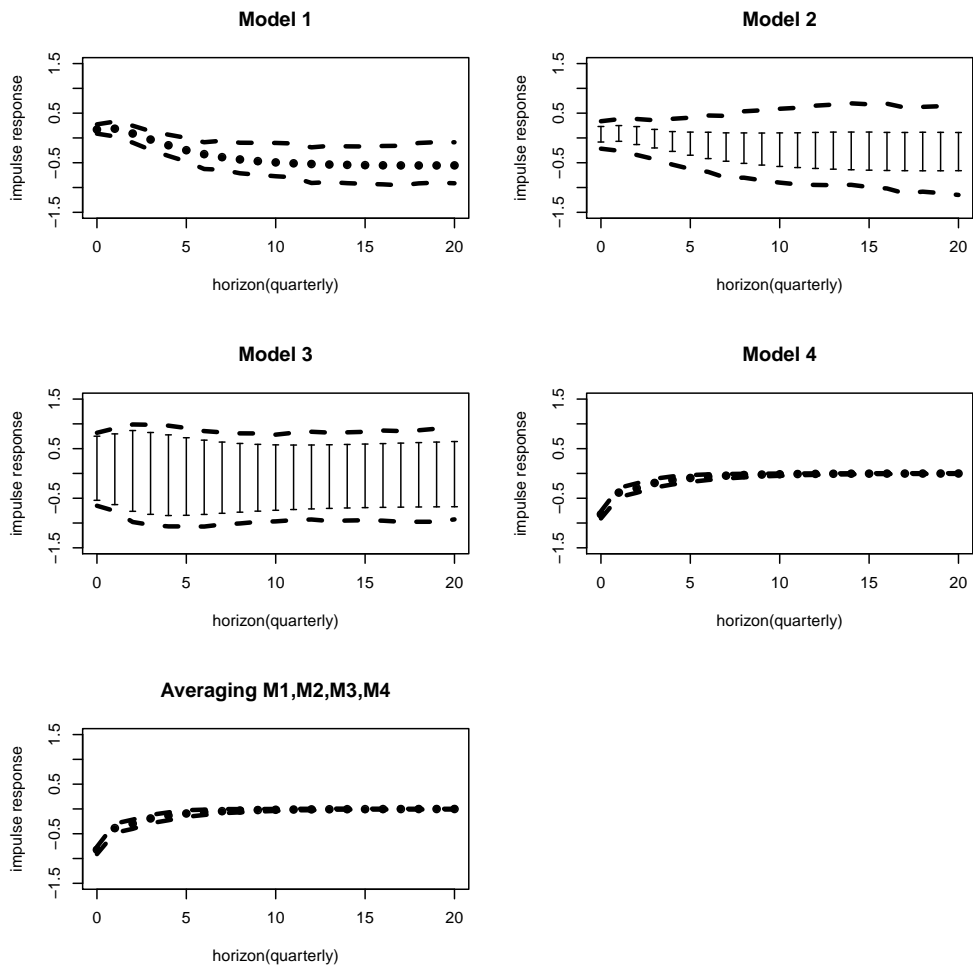 Model 1
impulse response
1.5
0.5
−0.5
−1.5
0 5 10 15 20
horizon(quarterly)
Model 2
impulse response
1.5
0.5
−0.5
−1.5
0 5 10 15 20
horizon(quarterly)
Model 3
impulse response
1.5
0.5
−0.5
−1.5
0 5 10 15 20
horizon(quarterly)
Model 4
impulse response
1.5
0.5
−0.5
−1.5
0 5 10 15 20
horizon(quarterly)
Averaging M1,M2,M3,M4
impulse response
1.5
0.5
−0.5
−1.5
0 5 10 15 20
horizon(quarterly)